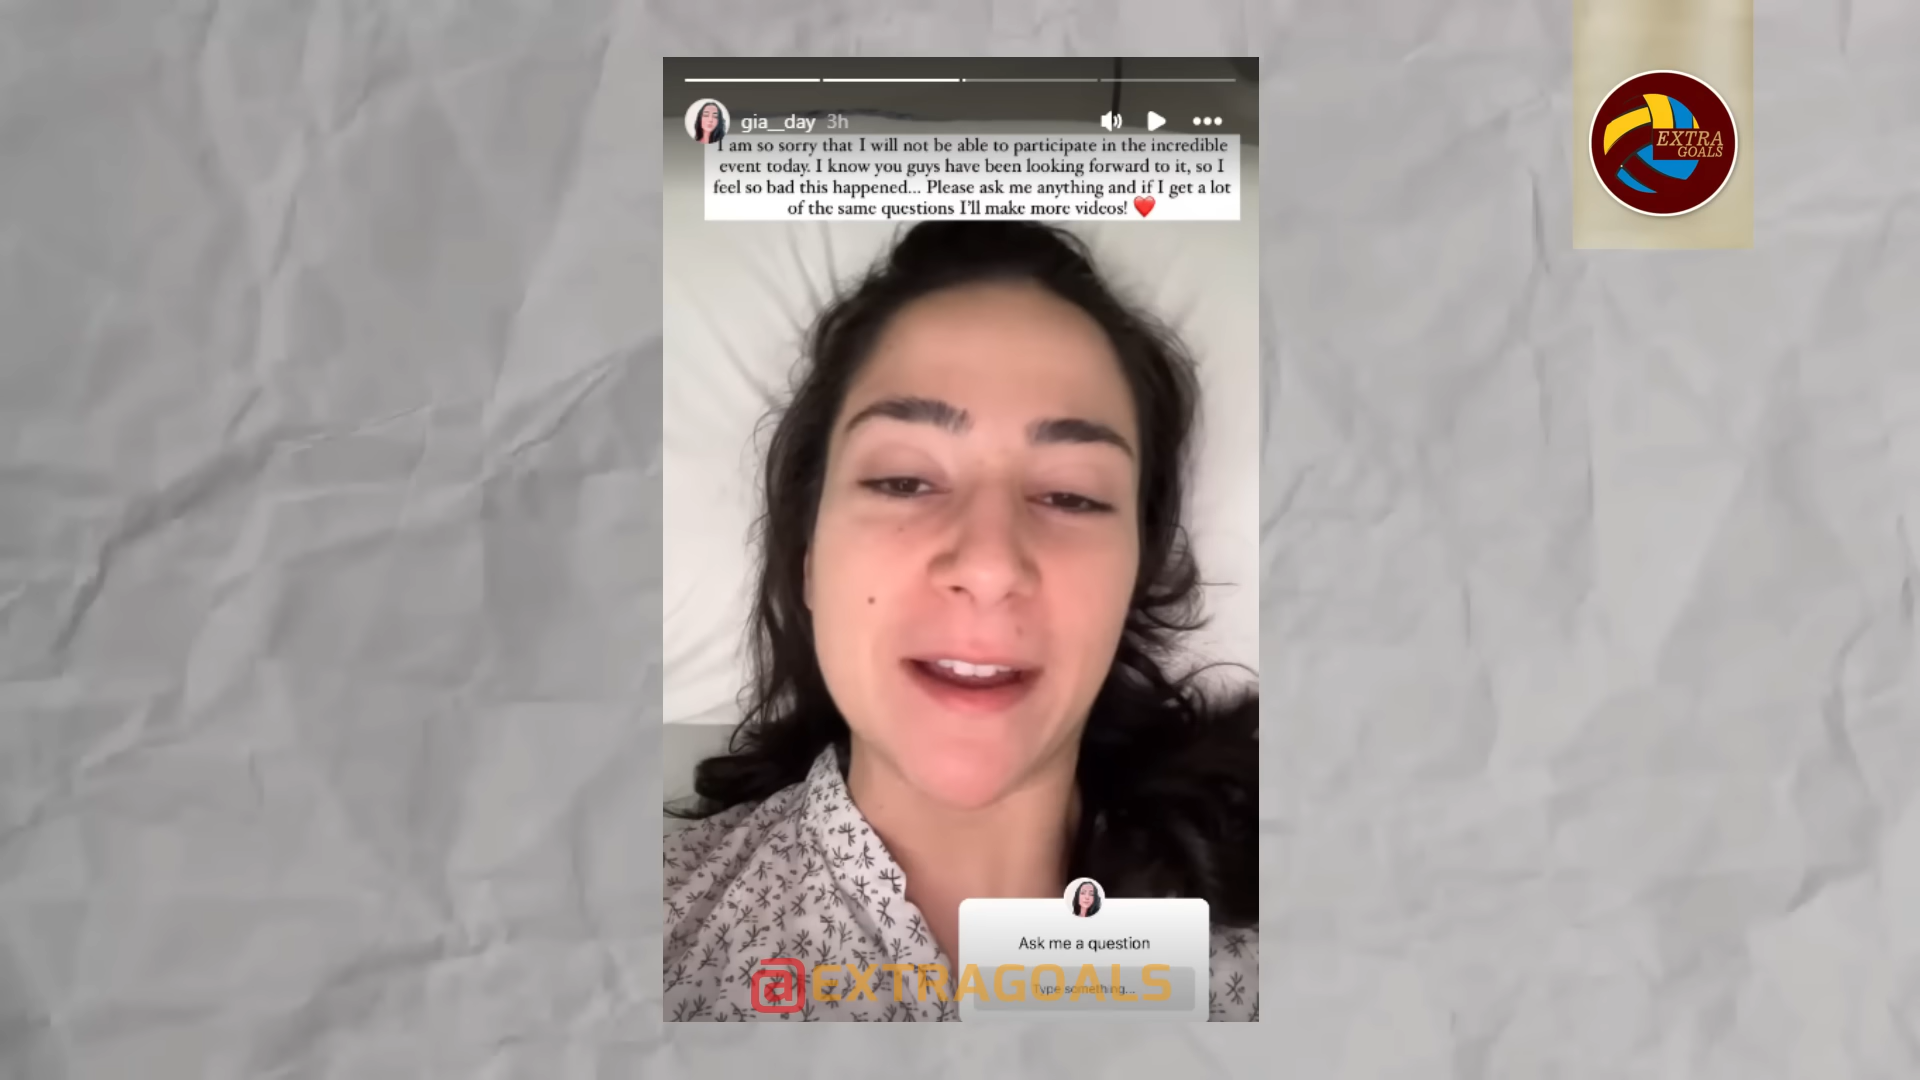 EXTRA
GOALS
gia__day 3h
I am so sorry that I will not be able to participate in the incredible
event today. I know you guys have been looking forward to it, so I
feel so bad this happened... Please ask me anything and if I get a lot
of the same questions I'll make more videos! ❤️
Ask me a question
Type something...
@EXTRAGOALS